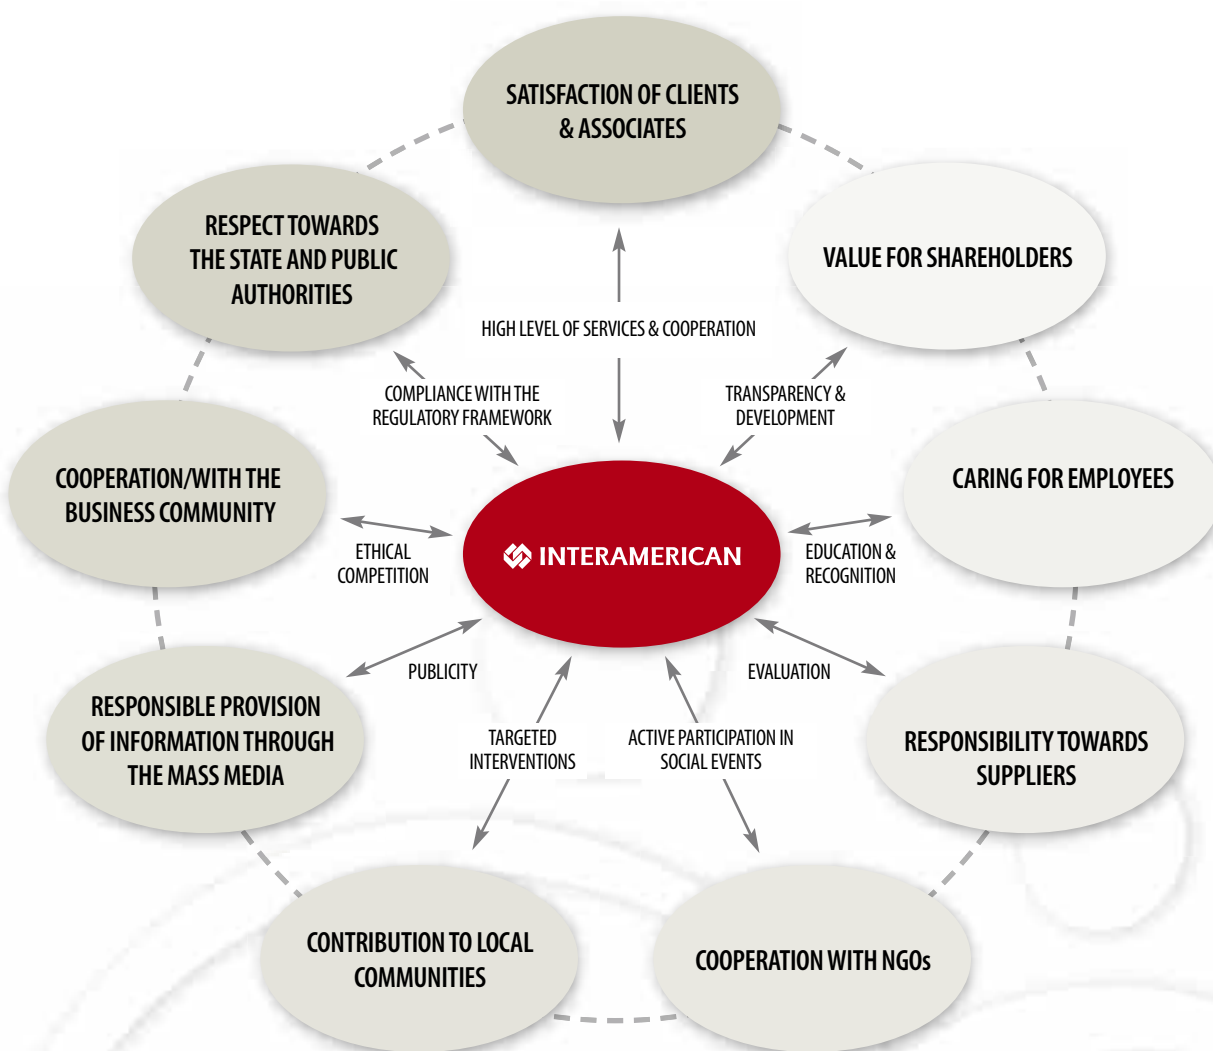 SATISFACTION OF CLIENTS
& ASSOCIATES
RESPECT TOWARDS
THE STATE AND PUBLIC
AUTHORITIES
VALUE FOR SHAREHOLDERS
HIGH LEVEL OF SERVICES & COOPERATION
COMPLIANCE WITH THE
REGULATORY FRAMEWORK
TRANSPARENCY &
DEVELOPMENT
COOPERATION/WITH THE
BUSINESS COMMUNITY
CARING FOR EMPLOYEES
ETHICAL
COMPETITION
INTERAMERICAN
EDUCATION &
RECOGNITION
PUBLICITY
EVALUATION
RESPONSIBLE PROVISION
OF INFORMATION THROUGH
THE MASS MEDIA
TARGETED
INTERVENTIONS
ACTIVE PARTICIPATION IN
SOCIAL EVENTS
RESPONSIBILITY TOWARDS
SUPPLIERS
CONTRIBUTION TO LOCAL
COMMUNITIES
COOPERATION WITH NGOs